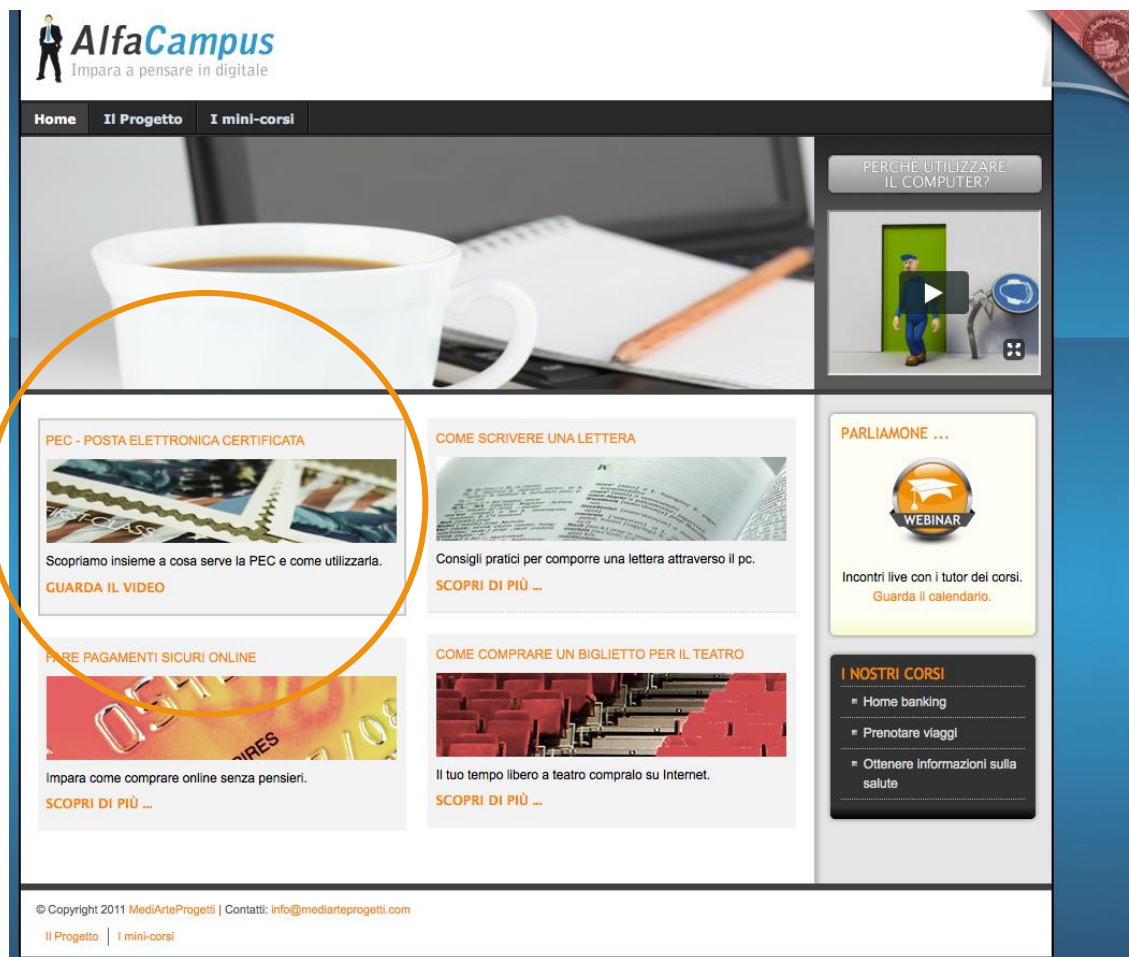 AlfaCampus
Impara a pensare in digitale
Home
Il Progetto
I mini-corsi
PERCHÉ UTILIZZARE
IL COMPUTER?
PEC - POSTA ELETTRONICA CERTIFICATA
FIRST-CLASS
Scopriamo insieme a cosa serve la PEC e come utilizzarla.
GUARDA IL VIDEO
COME SCRIVERE UNA LETTERA
Consigli pratici per comporre una lettera attraverso il pc.
SCOPRI DI PIÙ ...
FARE PAGAMENTI SICURI ONLINE
Impara come comprare online senza pensieri.
SCOPRI DI PIÙ ...
COME COMPRARE UN BIGLIETTO PER IL TEATRO
Il tuo tempo libero a teatro compralo su Internet.
SCOPRI DI PIÙ ...
PARLIAMONE ...
WEBINAR
Incontri live con i tutor dei corsi.
Guarda il calendario.
I NOSTRI CORSI
Home banking
Prenotare viaggi
Ottenere informazioni sulla
salute
© Copyright 2011 MediArteProgetti | Contatti: info@mediarteprogetti.com
Il Progetto | I mini-corsi